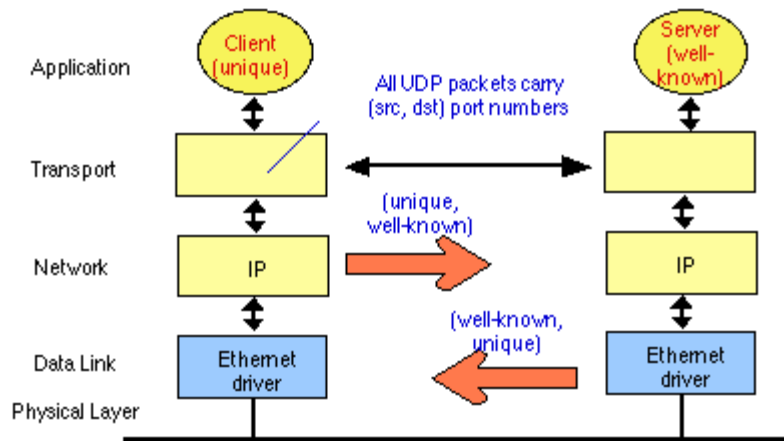 Application
Client
(unique)
Server
(well-
known)
All UDP packets carry
(src, dst) port numbers
Transport
(unique,
well-known)
Network
IP
IP
(well-known,
unique)
Data Link
Ethernet
driver
Ethernet
driver
Physical Layer